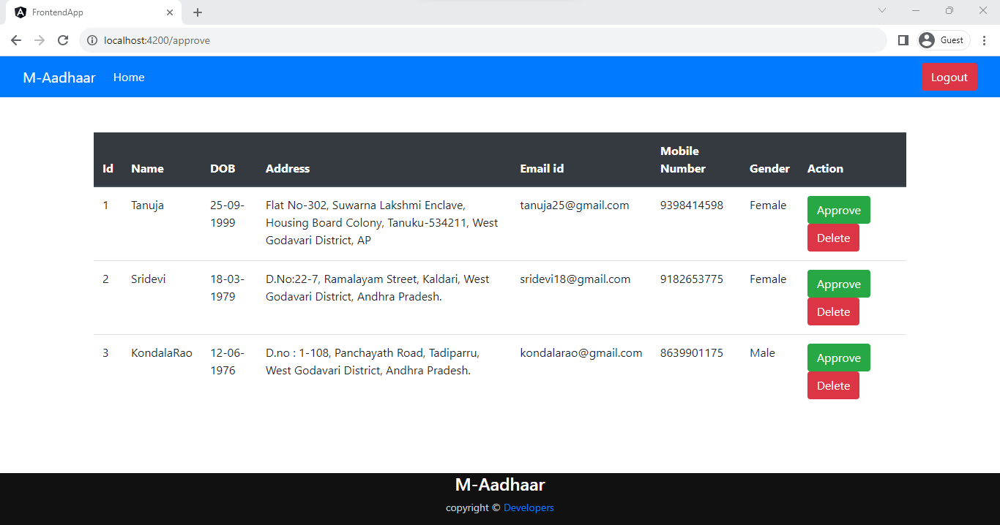 FrontendApp
localhost:4200/approve
Guest
M-Aadhaar Home Logout
Id Name DOB Address Email id Mobile Number Gender Action
1 Tanuja 25-09-1999 Flat No-302, Suwarna Lakshmi Enclave, tanuja25@gmail.com 9398414598 Female Approve
Housing Board Colony, Tanuku-534211, West
Godavari District, AP
Delete
2 Sridevi 18-03-1979 D.No:22-7, Ramalayam Street, Kaldari, West sridevi18@gmail.com 9182653775 Female Approve
Godavari District, Andhra Pradesh.
Delete
3 KondalaRao 12-06-1976 D.no : 1-108, Panchayath Road, Tadiparru, kondalarao@gmail.com 8639901175 Male Approve
West Godavari District, Andhra Pradesh.
Delete
M-Aadhaar
copyright © Developers